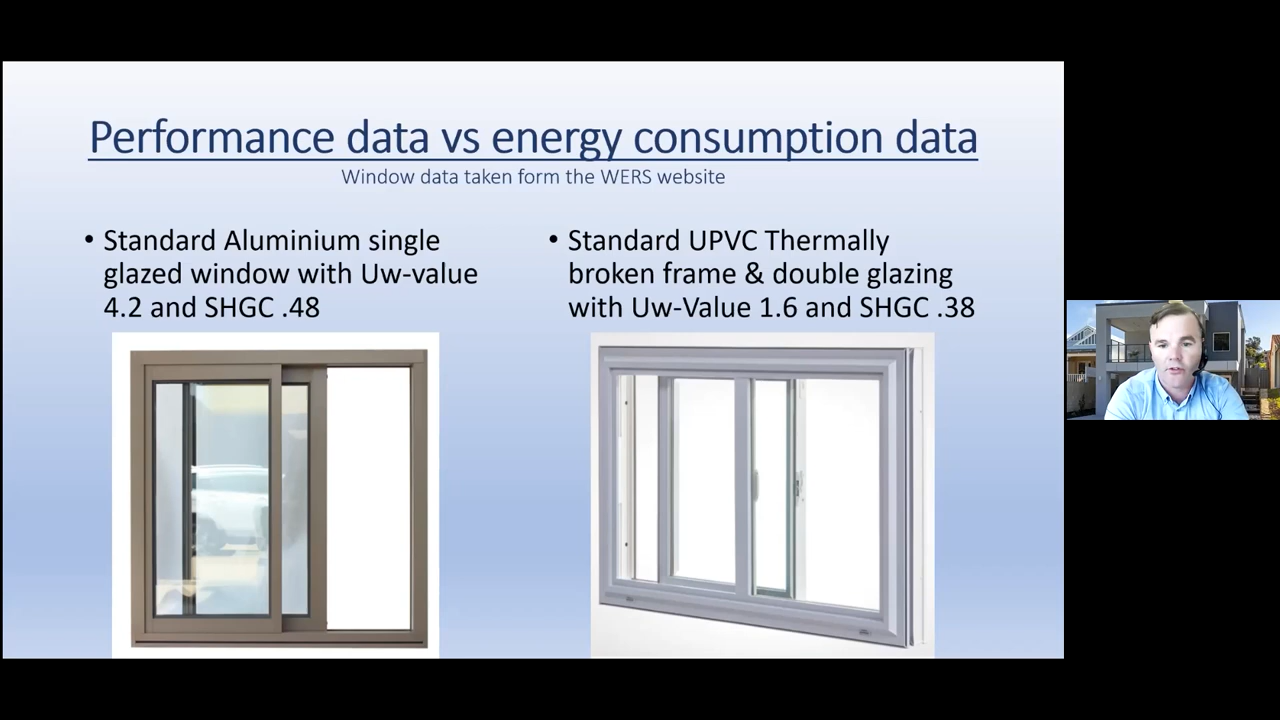 Performance data vs energy consumption data
Window data taken form the WERS website
• Standard Aluminium single
glazed window with Uw-value
4.2 and SHGC .48
• Standard UPVC Thermally
broken frame & double glazing
with Uw-Value 1.6 and SHGC .38